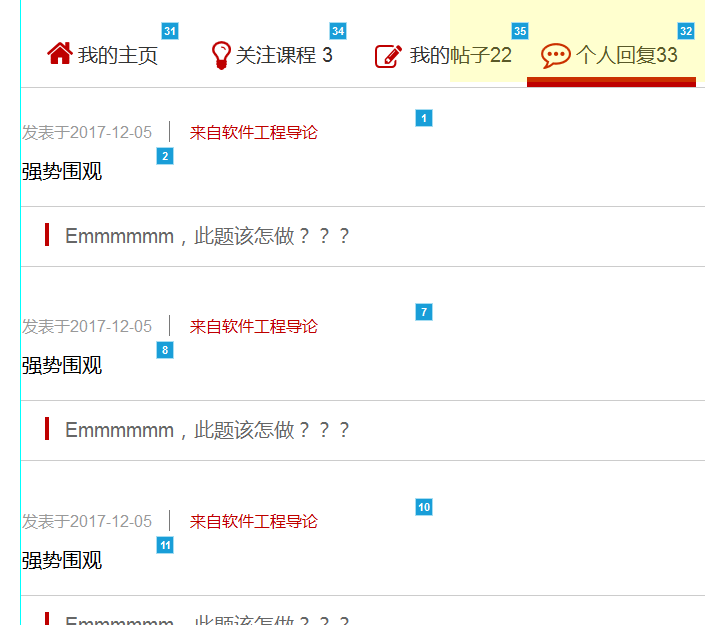 31 34 35 32
我的主页 关注课程 3 我的帖子22 个人回复33
1
发表于2017-12-05 来自软件工程导论
2
强势围观
Emmmmmm，此题该怎做？？？
7
发表于2017-12-05 来自软件工程导论
8
强势围观
Emmmmmm，此题该怎做？？？
10
发表于2017-12-05 来自软件工程导论
11
强势围观
Emmmmmm，此题该怎做？？？